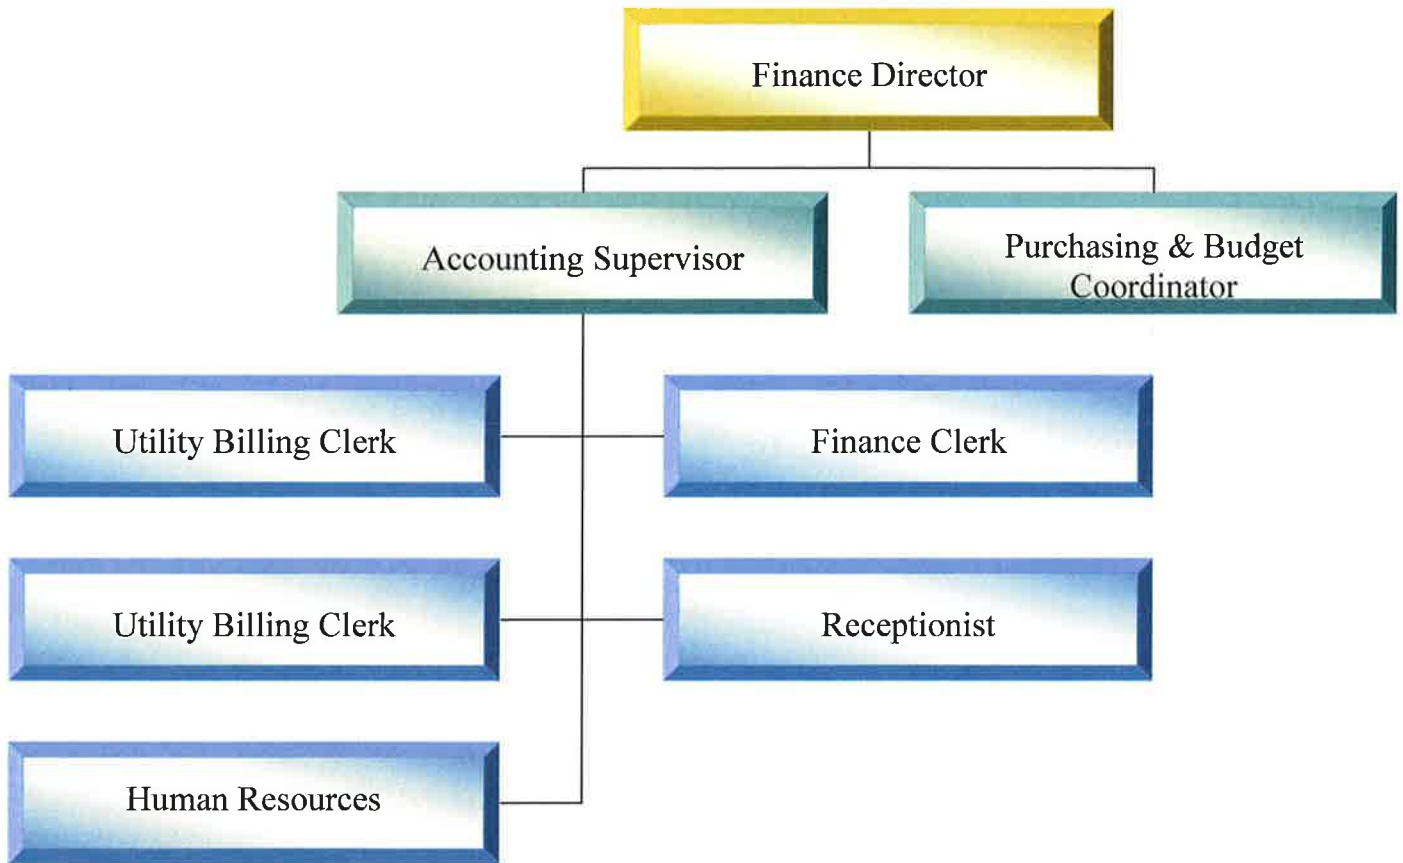 Finance Director
Accounting Supervisor
Purchasing & Budget
Coordinator
Utility Billing Clerk
Finance Clerk
Utility Billing Clerk
Receptionist
Human Resources